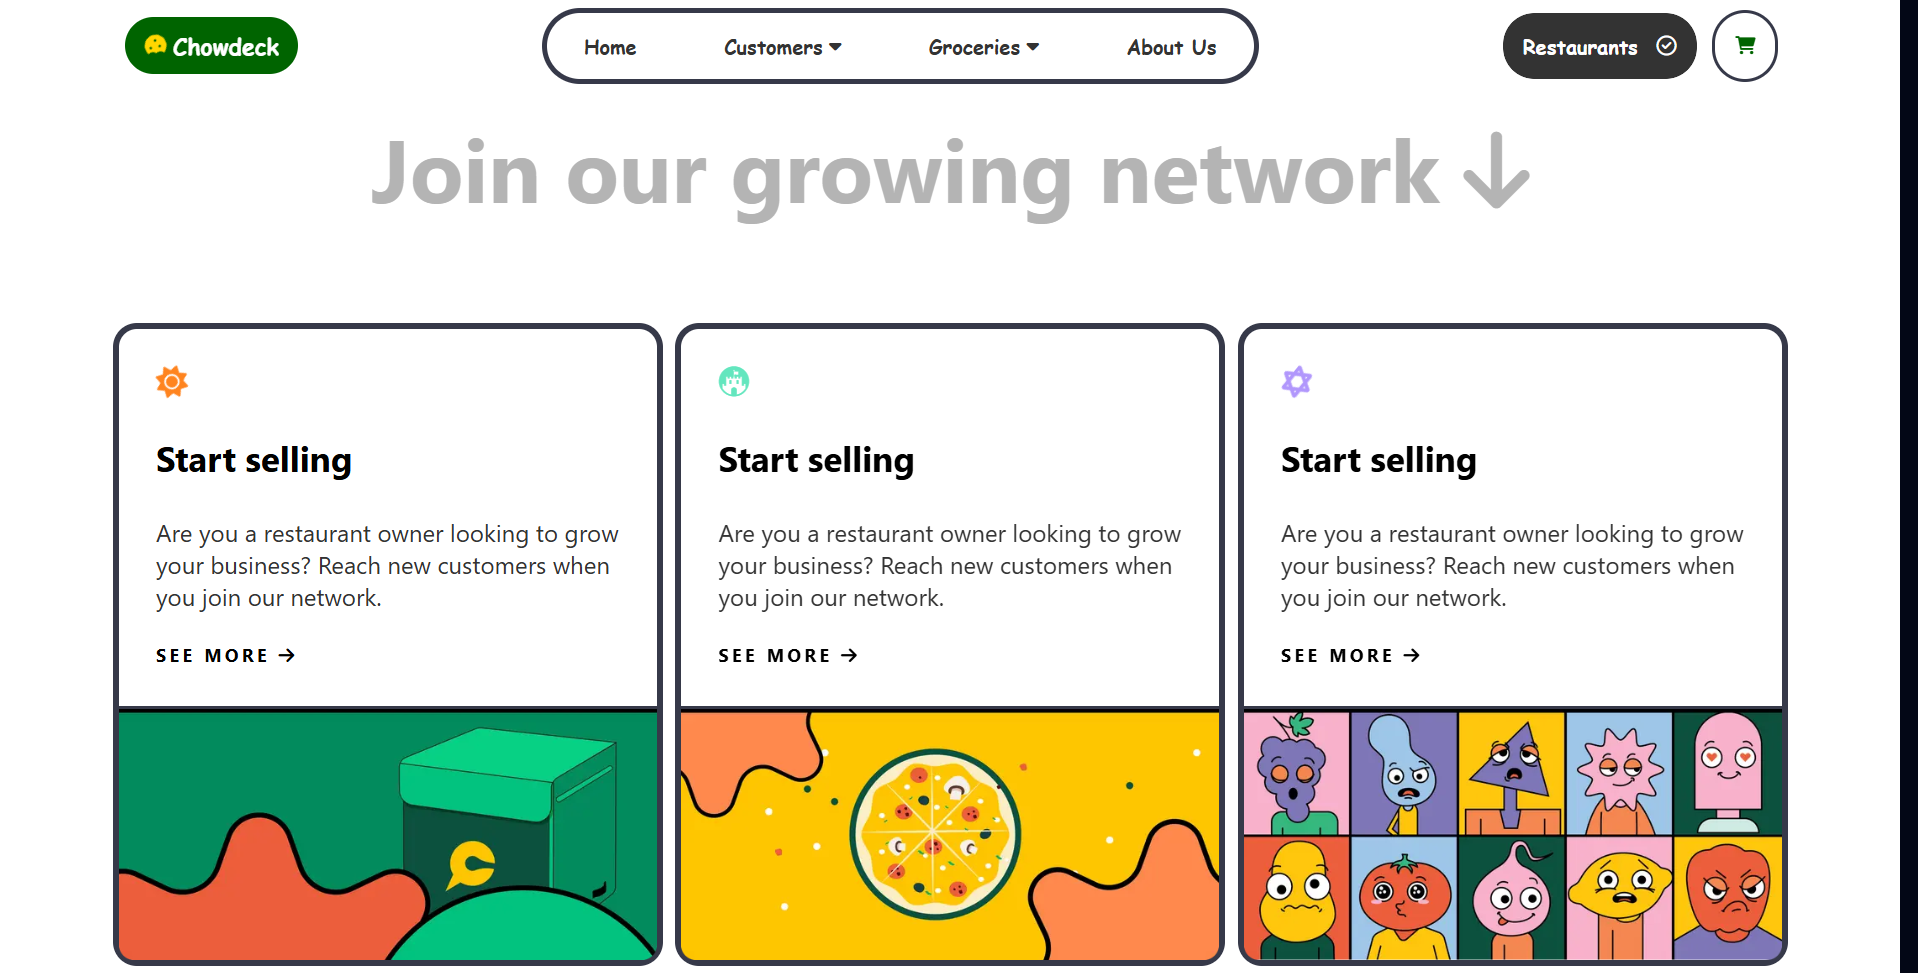 Chowdeck
Home
Customers
Groceries
About Us
Restaurants
Join our growing network
Start selling
Are you a restaurant owner looking to grow
your business? Reach new customers when
you join our network.
SEE MORE
Start selling
Are you a restaurant owner looking to grow
your business? Reach new customers when
you join our network.
SEE MORE
Start selling
Are you a restaurant owner looking to grow
your business? Reach new customers when
you join our network.
SEE MORE